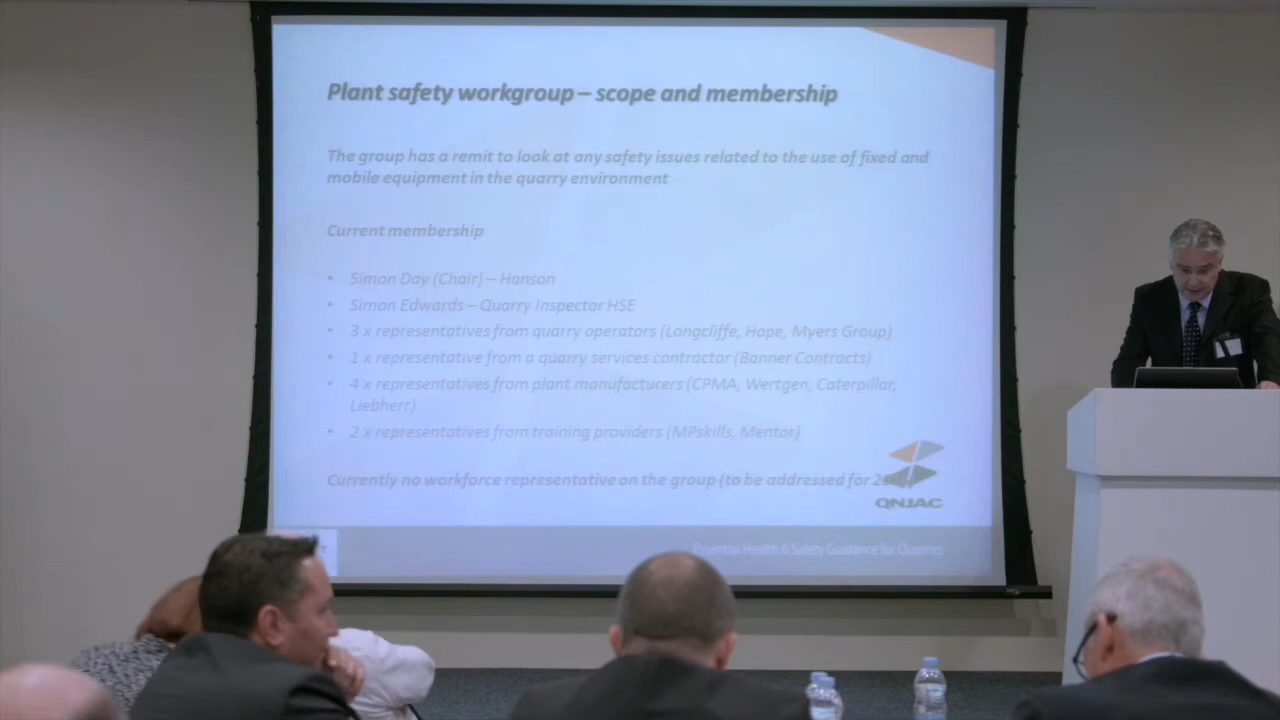 Plant safety workgroup – scope and membership
The group has a remit to look at any safety issues related to the use of fixed and
mobile equipment in the quarry environment
Current membership
• Simon Day (Chair) – Hanson
• Simon Edwards – Quarry Inspector HSE
• 3 x representatives from quarry operators (Longcliffe, Hope, Myers Group)
• 1 x representative from a quarry services contractor (Banner Contracts)
• 4 x representatives from plant manufacturers (CPMA, Wertgen, Caterpillar,
Liebherr)
• 2 x representatives from training providers (MPskills, Mentor)
Currently no workforce representative on the group (to be addressed for
QNJAC
Essential Health & Safety Guidance for Quarries